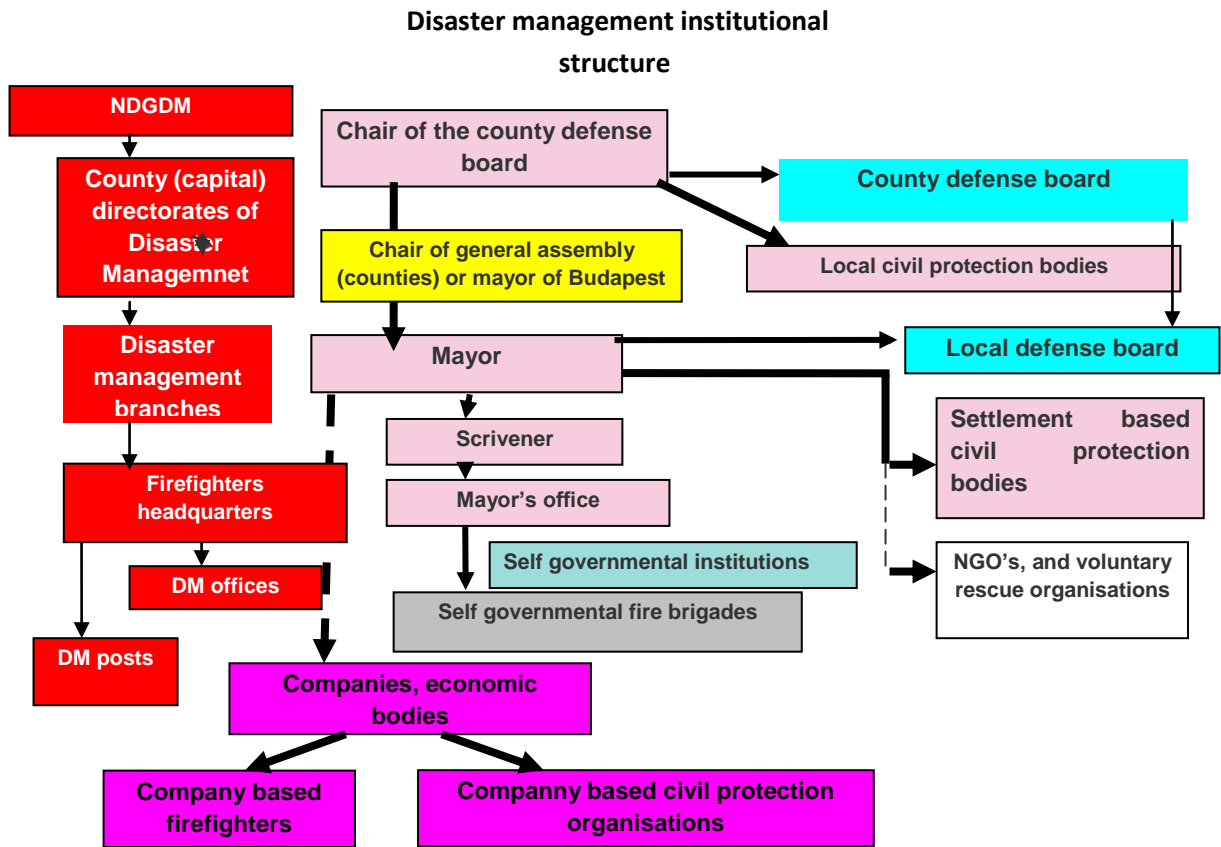 Disaster management institutional
structure
NDGDM
County (capital)
directorates of
Disaster
Managemnet
Disaster
management
branches
Firefighters
headquarters
DM offices
DM posts
Chair of the county defense
board
Chair of general assembly
(counties) or mayor of Budapest
Mayor
Scrivener
Mayor's office
Self governmental institutions
Self governmental fire brigades
Companies, economic
bodies
Company based
firefighters
Companny based civil protection
organisations
County defense board
Local civil protection bodies
Local defense board
Settlement based
civil protection
bodies
NGO's, and voluntary
rescue organisations